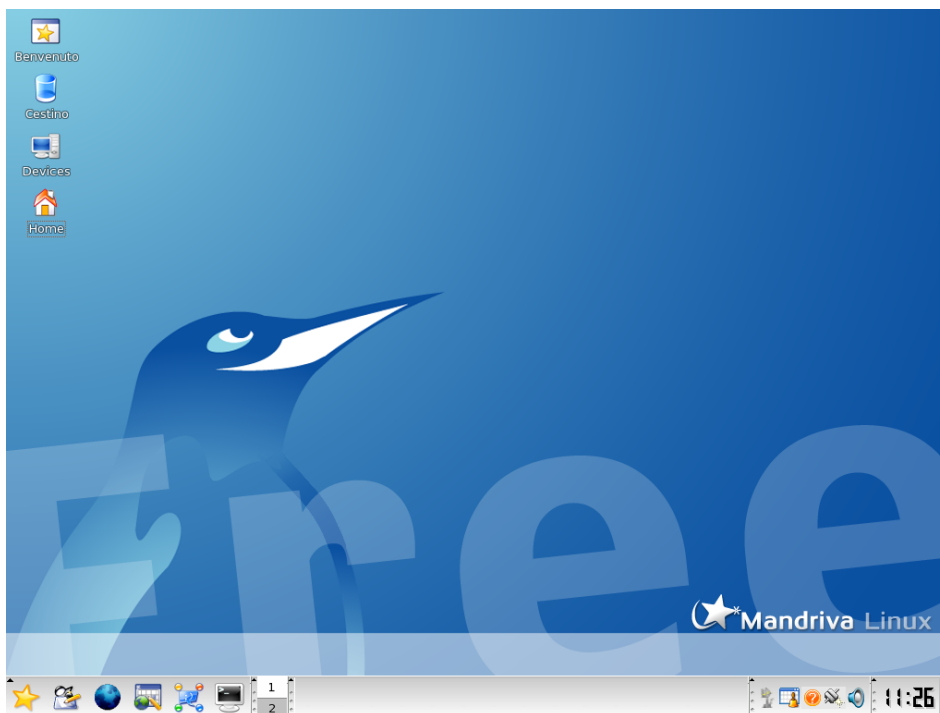 Benvenuto
Cestino
Devices
Home
Free
Mandriva Linux
1
2
11:26